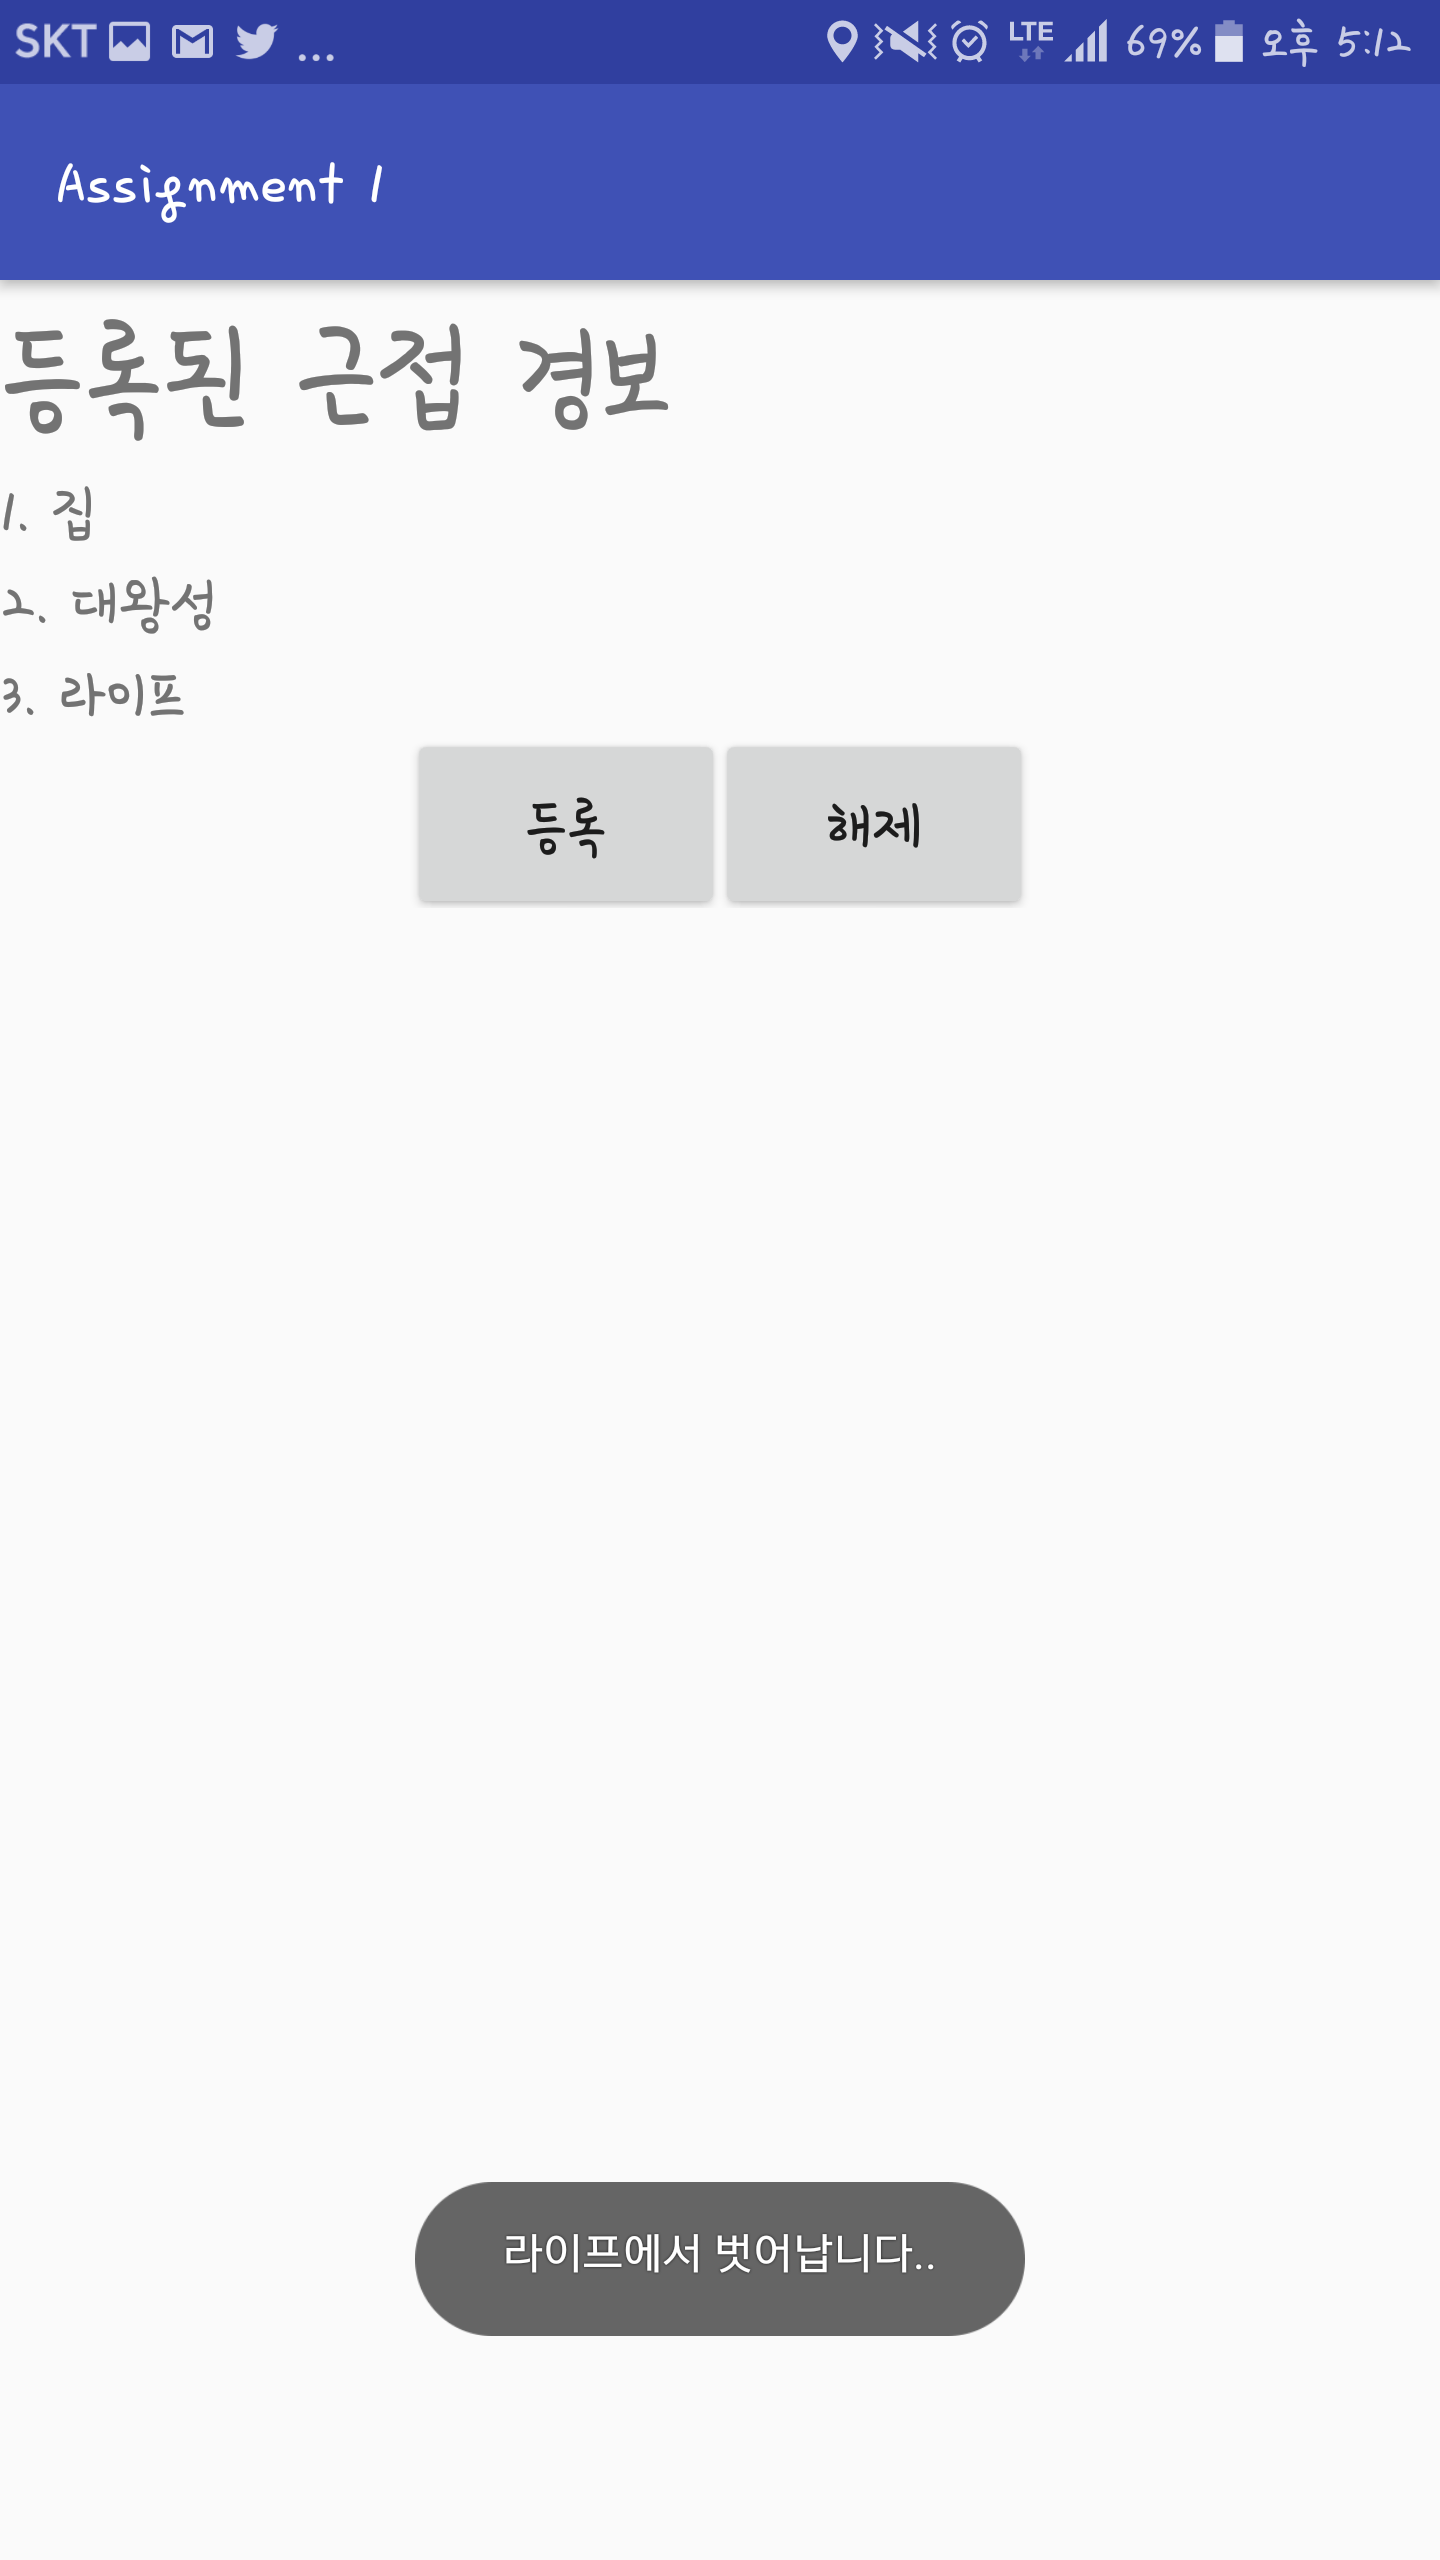 SKT ... LTE 69% 오후 5:12
Assignment 1
등록된 근접 경보
1. 집
2. 대왕성
3. 라이프
등록 해제
라이프에서 벗어납니다..